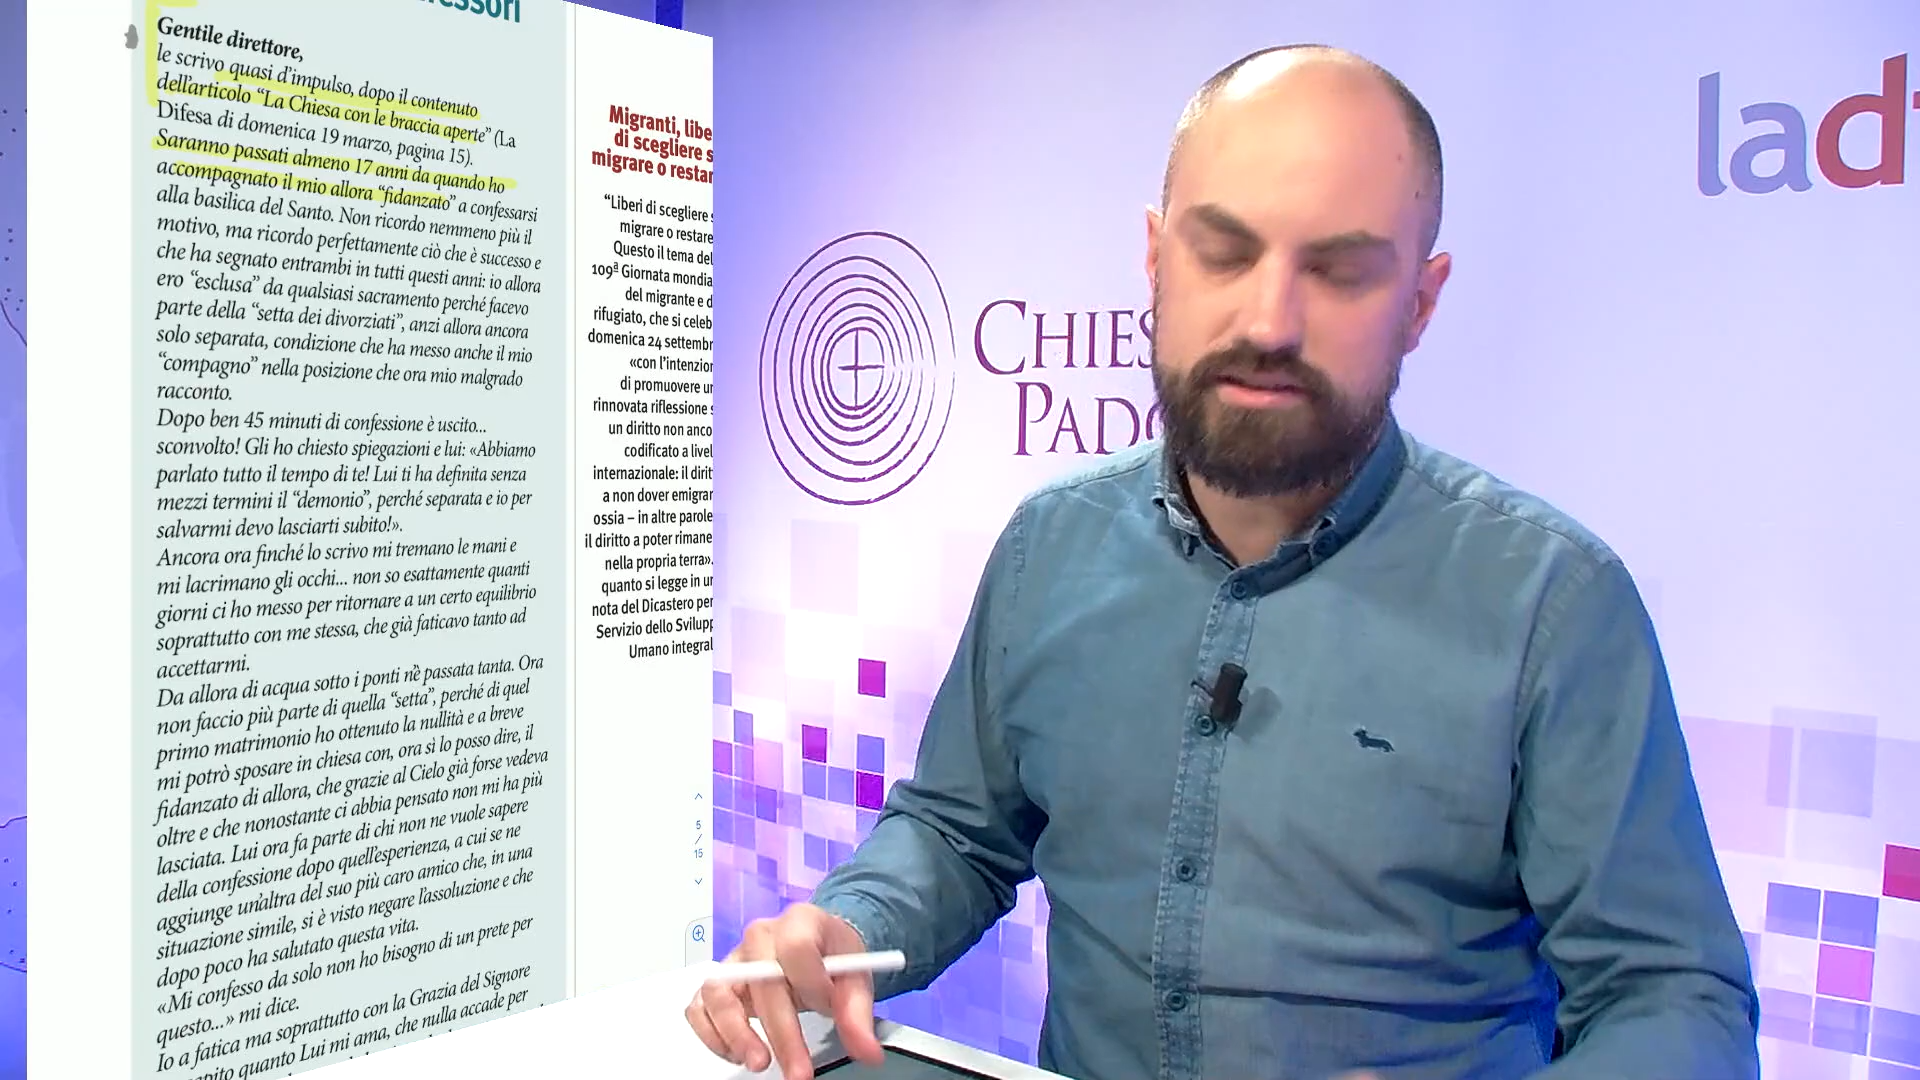 Gentile direttore,
le scrivo quasi d'impulso, dopo il contenuto
dell'articolo “La Chiesa con le braccia aperte” (La
Difesa di domenica 19 marzo, pagina 15).
Saranno passati almeno 17 anni da quando ho
accompagnato il mio allora “fidanzato” a confessarsi
alla basilica del Santo. Non ricordo nemmeno più il
motivo, ma ricordo perfettamente ciò che è successo e
che ha segnato entrambi in tutti questi anni: io allora
ero “esclusa” da qualsiasi sacramento perché facevo
parte della “setta dei divorziati”, anzi allora ancora
solo separata, condizione che ha messo anche il mio
“compagno” nella posizione che ora mio malgrado
racconto.
Dopo ben 45 minuti di confessione è uscito...
sconvolto! Gli ho chiesto spiegazioni e lui: «Abbiamo
parlato tutto il tempo di te! Lui ti ha definita senza
mezzi termini il “demonio”, perché separata e io per
salvarmi devo lasciarti subito!».
Ancora ora finché lo scrivo mi tremano le mani e
mi lacrimano gli occhi... non so esattamente quanti
giorni ci ho messo per ritornare a un certo equilibrio
soprattutto con me stessa, che già faticavo tanto ad
accettarmi.
Da allora di acqua sotto i ponti n'è passata tanta. Ora
non faccio più parte di quella “setta”, perché di quel
primo matrimonio ho ottenuto la nullità e a breve
mi potrò sposare in chiesa con, ora sì lo posso dire, il
fidanzato di allora, che grazie al Cielo già forse vedeva
oltre e che nonostante ci abbia pensato non mi ha più
lasciata. Lui ora fa parte di chi non ne vuole sapere
della confessione dopo quell'esperienza, a cui se ne
aggiunge un'altra del suo più caro amico che, in una
situazione simile, si è visto negare l'assoluzione e che
dopo poco ha salutato questa vita.
«Mi confesso da solo non ho bisogno di un prete per
questo...» mi dice.
Io a fatica ma soprattutto con la Grazia del Signore
quanto Lui mi ama, che nulla accade per
Migranti, libe
di scegliere s
migrare o restar
“Liberi di scegliere s
migrare o restare
Questo il tema del
109ª Giornata mondia
del migrante e d
rifugiato, che si celeb
domenica 24 settembr
«con l'intenzion
di promuovere un
rinnovata riflessione s
un diritto non anco
codificato a livel
internazionale: il dirit
a non dover emigrar
ossia – in altre parole
il diritto a poter rimane
nella propria terra».
quanto si legge in un
nota del Dicastero per
Servizio dello Svilupp
Umano integral
5
/
15
CHIES
PADO
lad